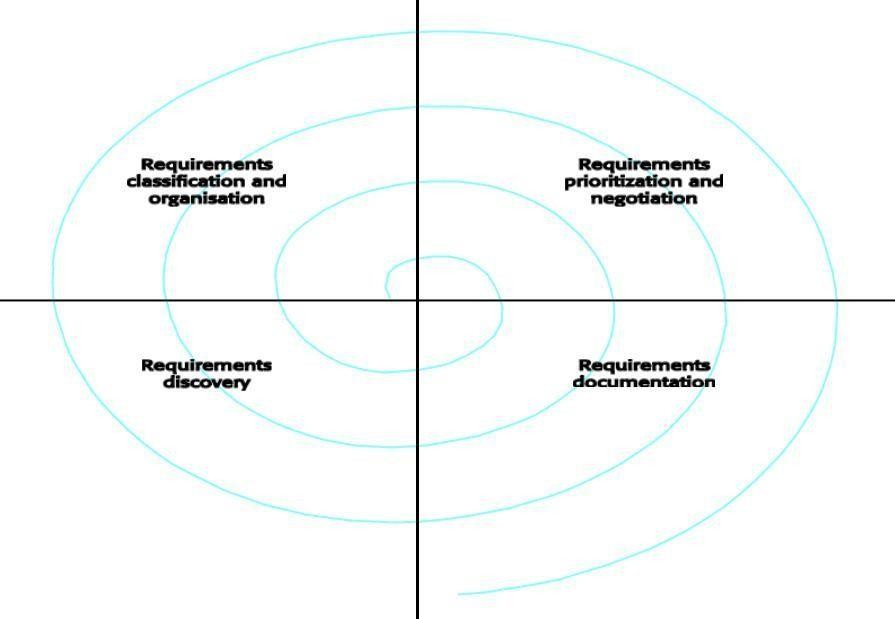 Requirements
classification and
organisation
Requirements
prioritization and
negotiation
Requirements
discovery
Requirements
documentation